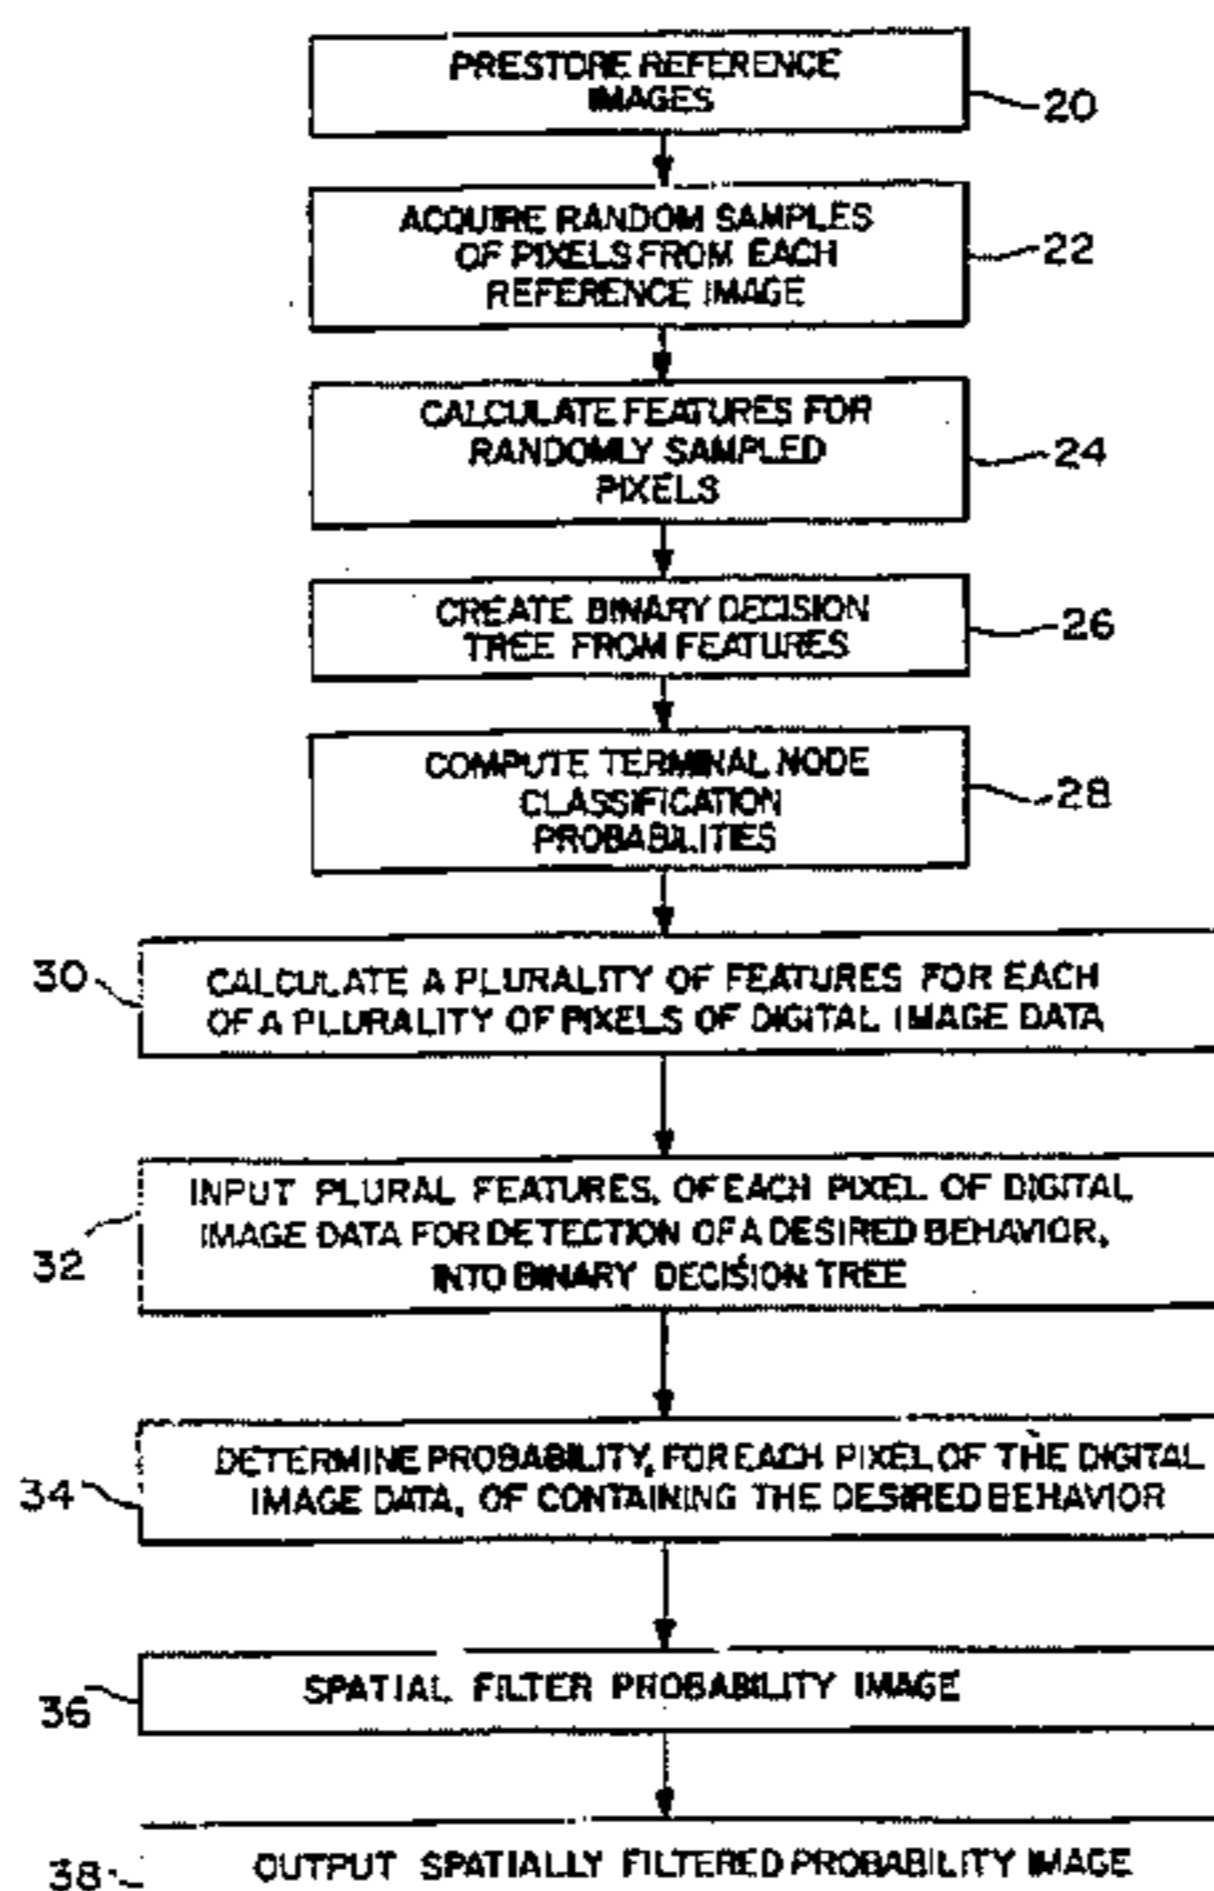 PRESTORE REFERENCE
IMAGES
20
ACQUIRE RANDOM SAMPLES
OF PIXELS FROM EACH
REFERENCE IMAGE
22
CALCULATE FEATURES FOR
RANDOMLY SAMPLED
PIXELS
24
CREATE BINARY DECISION
TREE FROM FEATURES
26
COMPUTE TERMINAL NODE
CLASSIFICATION
PROBABILITIES
28
30
CALCULATE A PLURALITY OF FEATURES FOR EACH
OF A PLURALITY OF PIXELS OF DIGITAL IMAGE DATA
INPUT PLURAL FEATURES, OF EACH PIXEL OF DIGITAL
IMAGE DATA FOR DETECTION OF A DESIRED BEHAVIOR,
INTO BINARY DECISION TREE
32
DETERMINE PROBABILITY, FOR EACH PIXEL OF THE DIGITAL
IMAGE DATA, OF CONTAINING THE DESIRED BEHAVIOR
34
SPATIAL FILTER PROBABILITY IMAGE
36
OUTPUT SPATIALLY FILTERED PROBABILITY IMAGE
38